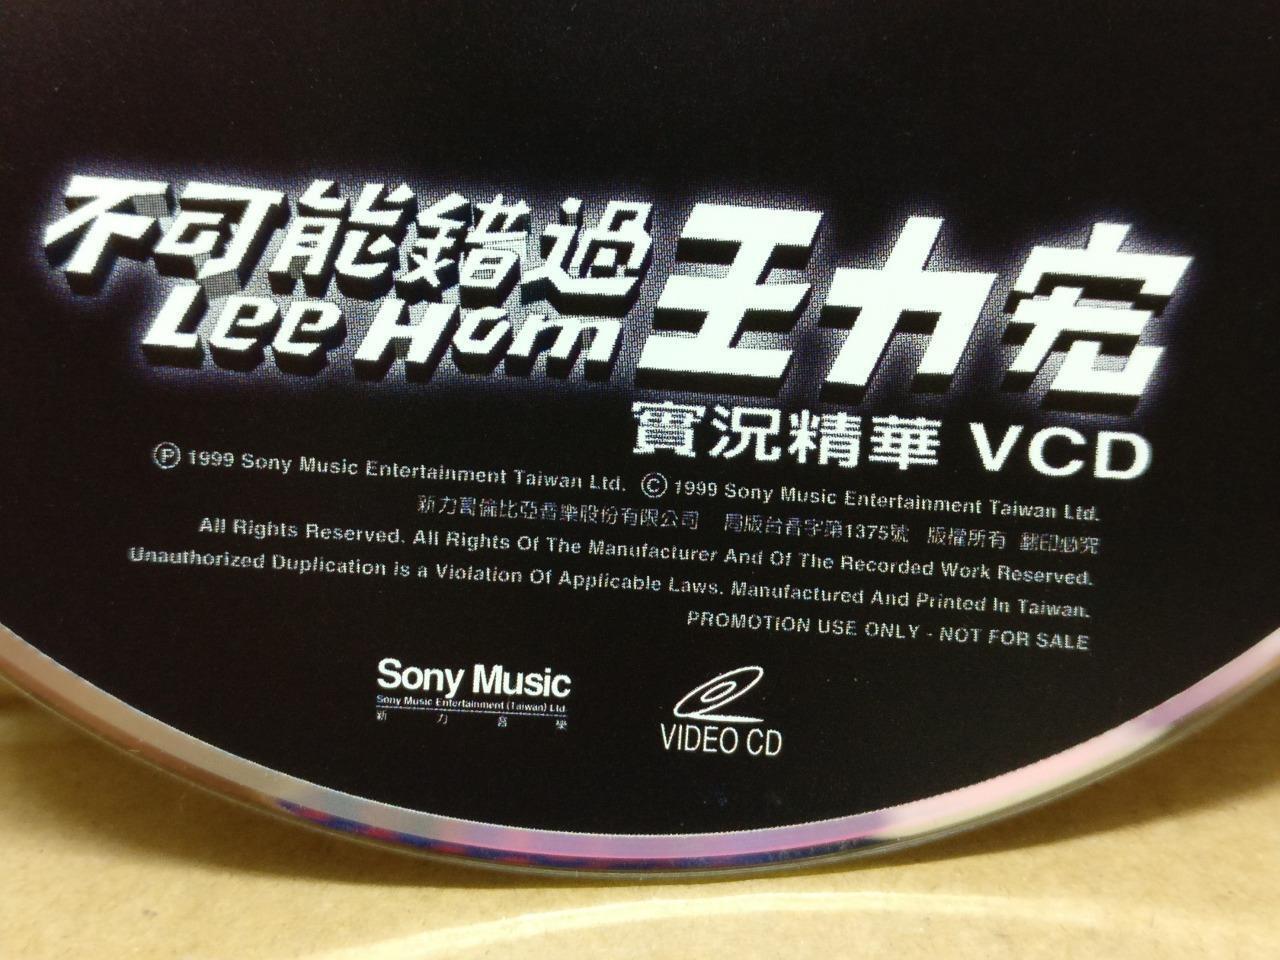 不可能錯過
Lee Hom
王力宏
實況精華 VCD
Ⓟ 1999 Sony Music Entertainment Taiwan Ltd. © 1999 Sony Music Entertainment Taiwan Ltd.
新力哥倫比亞音樂股份有限公司 局版台音字第1375號 版權所有 翻印必究
All Rights Reserved. All Rights Of The Manufacturer And Of The Recorded Work Reserved.
Unauthorized Duplication is a Violation Of Applicable Laws. Manufactured And Printed In Taiwan.
PROMOTION USE ONLY - NOT FOR SALE
Sony Music
Sony Music Entertainment (Taiwan) Ltd.
新力音樂
VIDEO CD